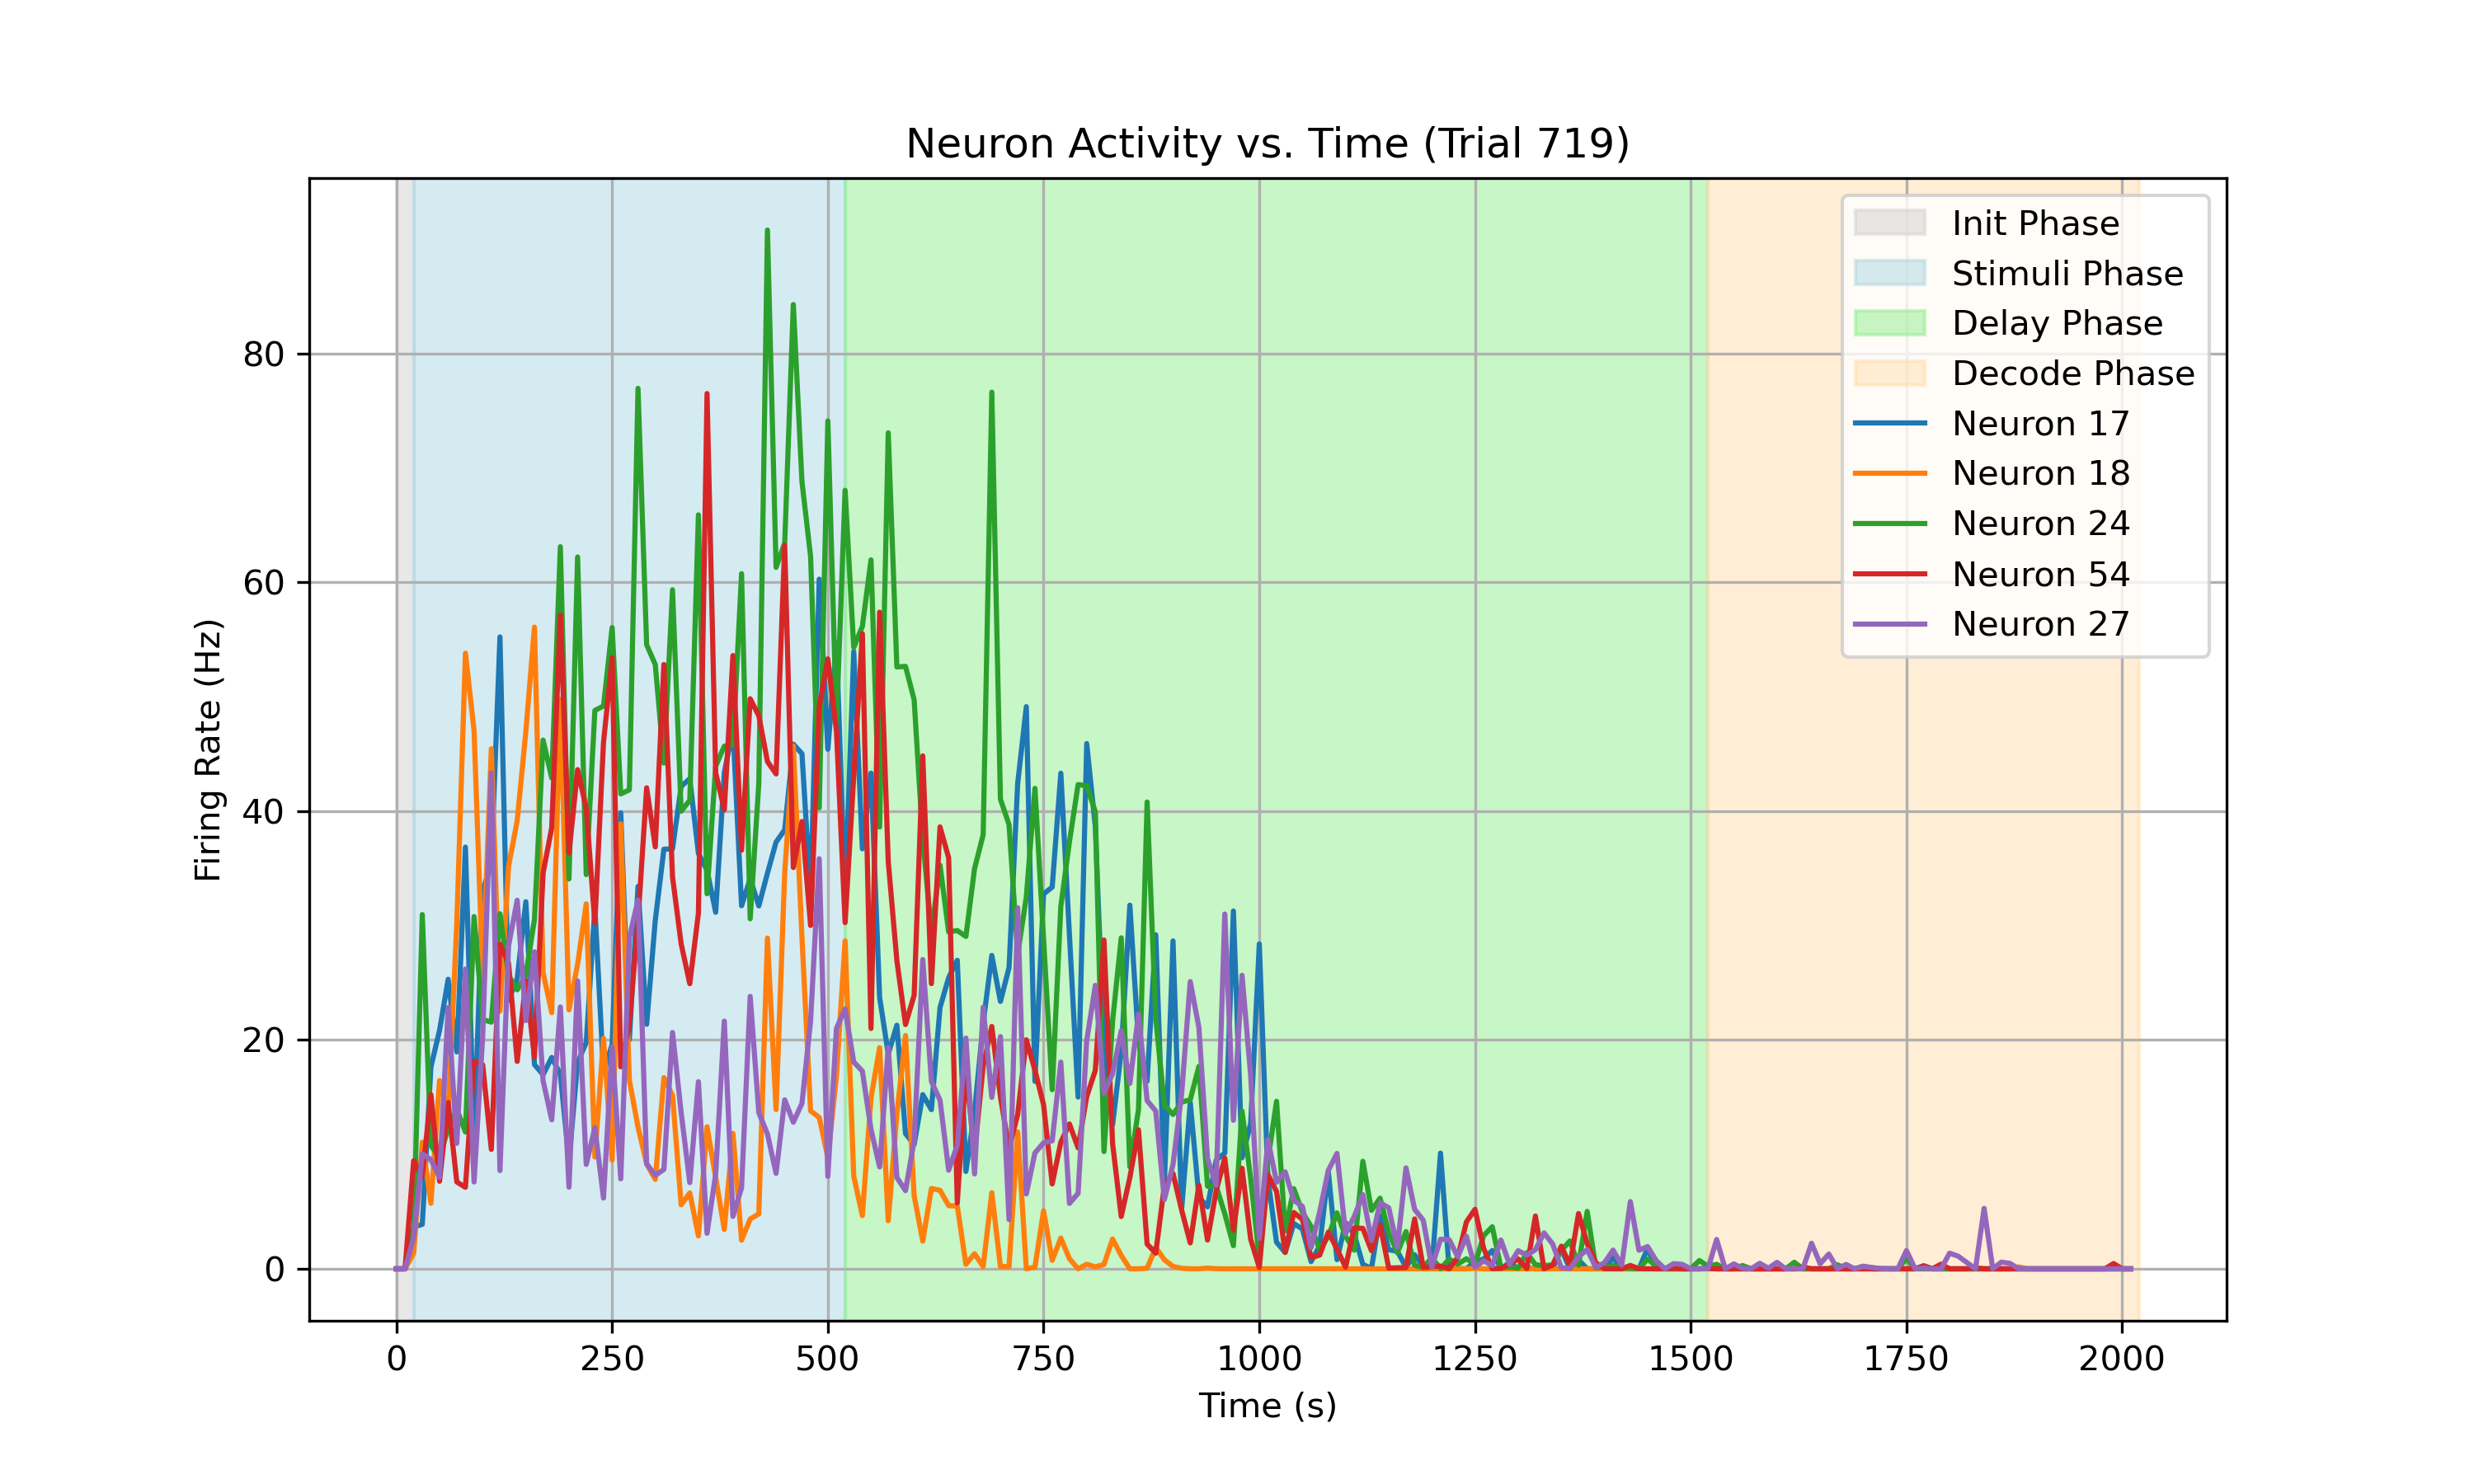 Neuron Activity vs. Time (Trial 719)
Init Phase
Stimuli Phase
Delay Phase
Decode Phase
Neuron 17
Neuron 18
Neuron 24
Neuron 54
Neuron 27
80
60
40
20
0
Firing Rate (Hz)
0 250 500 750 1000 1250 1500 1750 2000
Time (s)